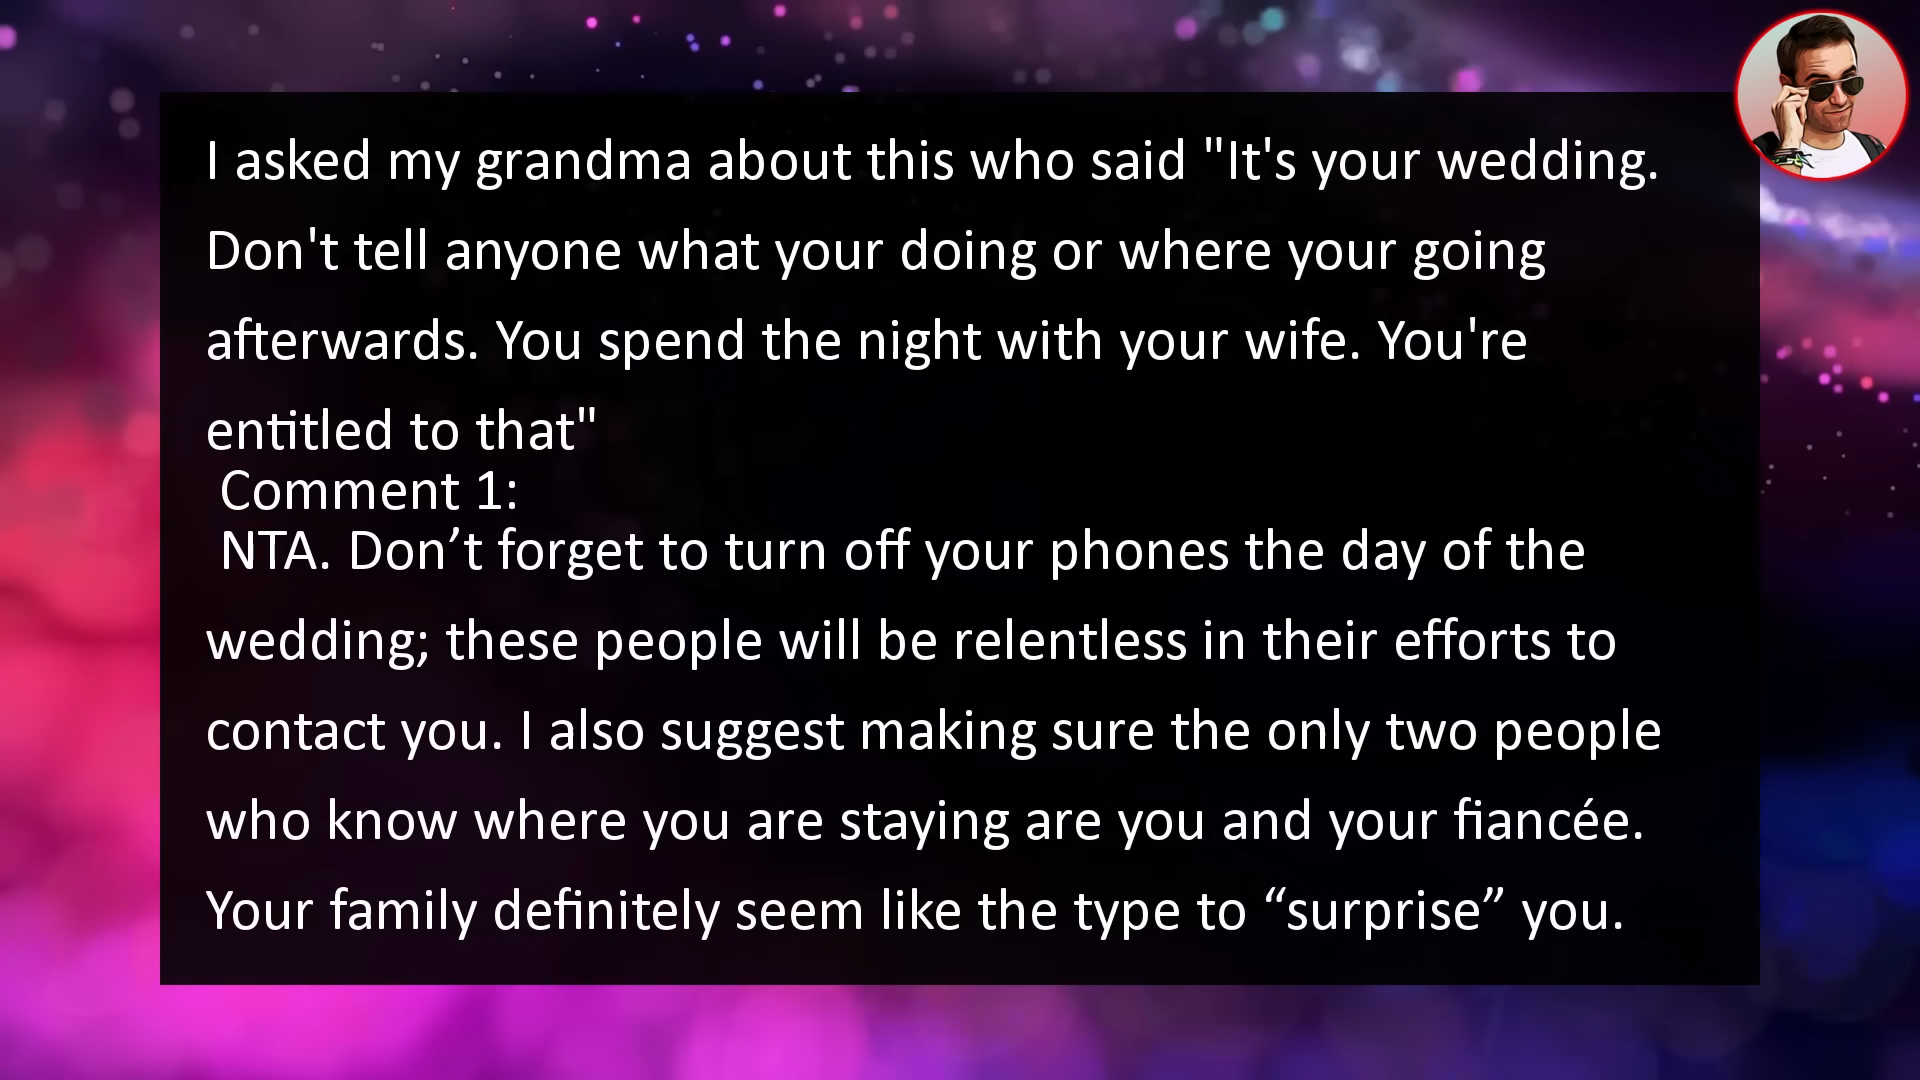 I asked my grandma about this who said "It's your wedding.
Don't tell anyone what your doing or where your going
afterwards. You spend the night with your wife. You're
entitled to that"
Comment 1:
NTA. Don’t forget to turn off your phones the day of the
wedding; these people will be relentless in their efforts to
contact you. I also suggest making sure the only two people
who know where you are staying are you and your fiancée.
Your family definitely seem like the type to “surprise” you.